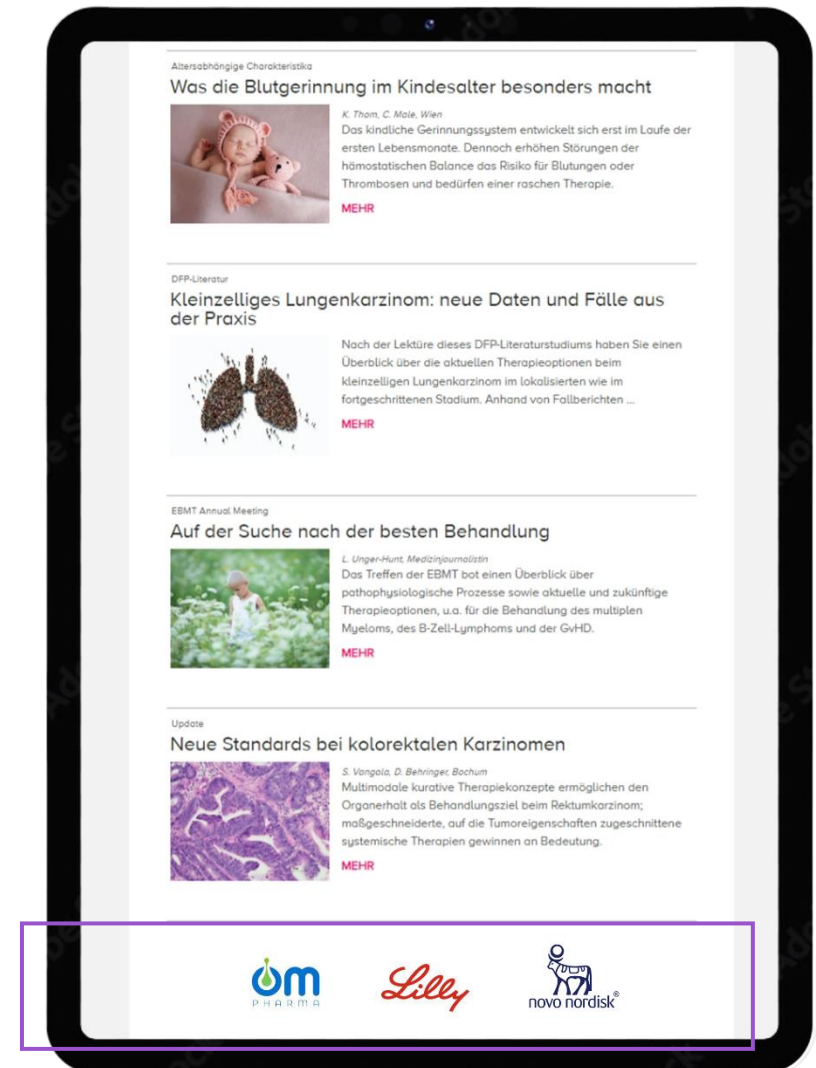 Altersabhängige Charakteristika
Was die Blutgerinnung im Kindesalter besonders macht
K. Thom, C. Male, Wien
Das kindliche Gerinnungssystem entwickelt sich erst im Laufe der
ersten Lebensmonate. Dennoch erhöhen Störungen der
hämostatischen Balance das Risiko für Blutungen oder
Thrombosen und bedürfen einer raschen Therapie.
MEHR
DFP-Literatur
Kleinzelliges Lungenkarzinom: neue Daten und Fälle aus
der Praxis
Nach der Lektüre dieses DFP-Literaturstudiums haben Sie einen
Überblick über die aktuellen Therapieoptionen beim
kleinzelligen Lungenkarzinom im lokalisierten wie im
fortgeschrittenen Stadium. Anhand von Fallberichten ...
MEHR
EBMT Annual Meeting
Auf der Suche nach der besten Behandlung
L. Unger-Hunt, Medizinjournalistin
Das Treffen der EBMT bot einen Überblick über
pathophysiologische Prozesse sowie aktuelle und zukünftige
Therapieoptionen, u.a. für die Behandlung des multiplen
Myeloms, des B-Zell-Lymphoms und der GvHD.
MEHR
Update
Neue Standards bei kolorektalen Karzinomen
S. Vangala, D. Behringer, Bochum
Multimodale kurative Therapiekonzepte ermöglichen den
Organerhalt als Behandlungsziel beim Rektumkarzinom;
maßgeschneiderte, auf die Tumoreigenschaften zugeschnittene
systemische Therapien gewinnen an Bedeutung.
MEHR
om
PHARMA
Lilly
novo nordisk®